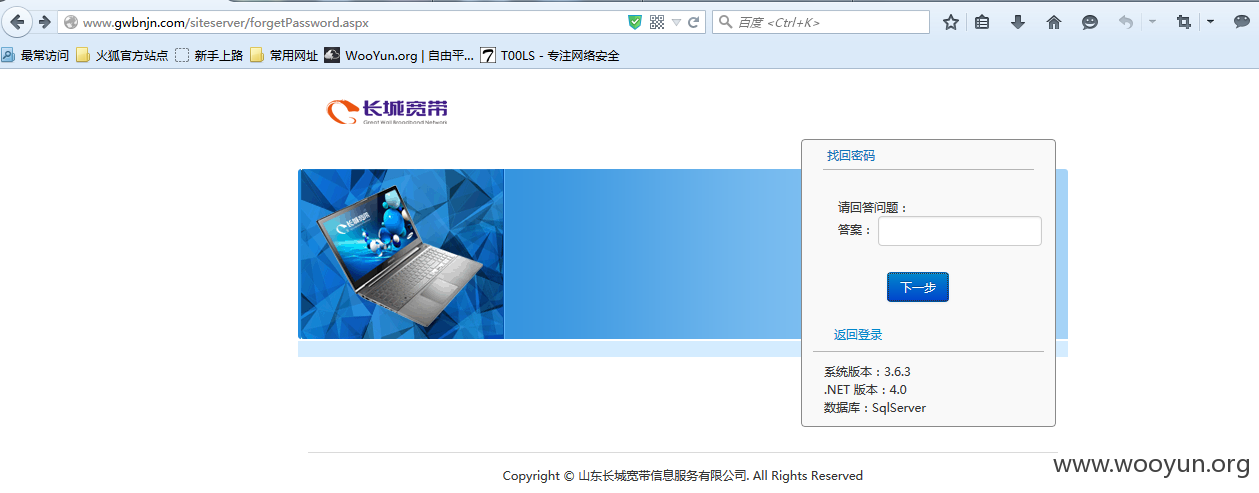 www.gwbnjn.com/siteserver/forgetPassword.aspx
百度 <Ctrl+K>
最常访问 火狐官方站点 新手上路 常用网址 WooYun.org | 自由平... T00LS - 专注网络安全
长城宽带
Great Wall Broadband Network
找回密码
长城宽带
请回答问题：
答案：
下一步
返回登录
系统版本：3.6.3
.NET 版本：4.0
数据库：SqlServer
Copyright © 山东长城宽带信息服务有限公司. All Rights Reserved
www.wooyun.org